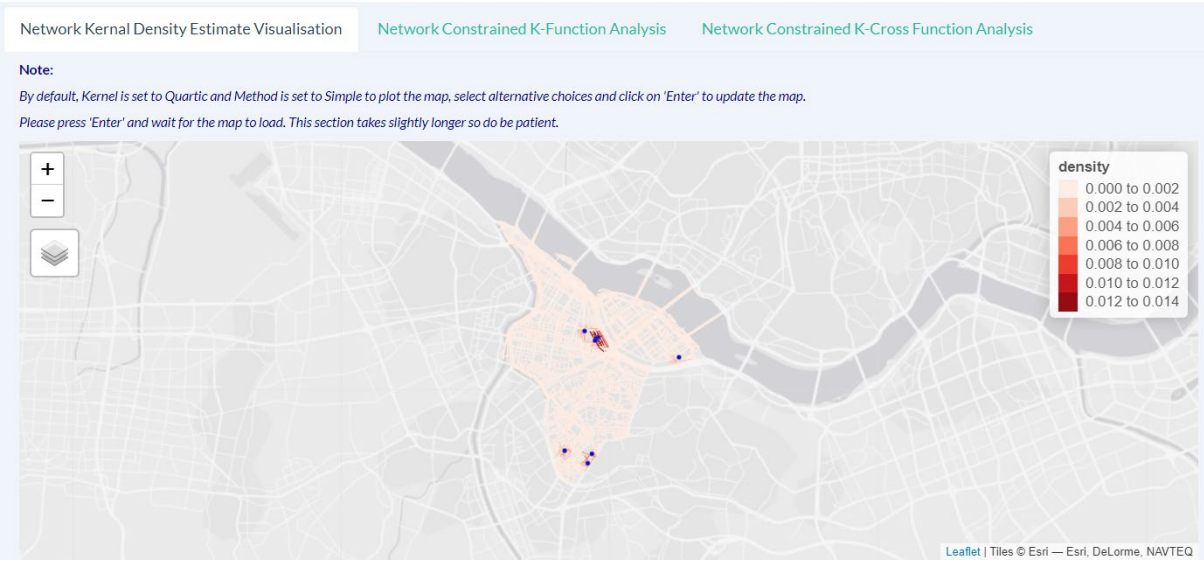 Network Kernal Density Estimate Visualisation
Network Constrained K-Function Analysis
Network Constrained K-Cross Function Analysis
Note:
By default, Kernel is set to Quartic and Method is set to Simple to plot the map, select alternative choices and click on 'Enter' to update the map.
Please press 'Enter' and wait for the map to load. This section takes slightly longer so do be patient.
+
−
density
0.000 to 0.002
0.002 to 0.004
0.004 to 0.006
0.006 to 0.008
0.008 to 0.010
0.010 to 0.012
0.012 to 0.014
Leaflet | Tiles © Esri — Esri, DeLorme, NAVTEQ